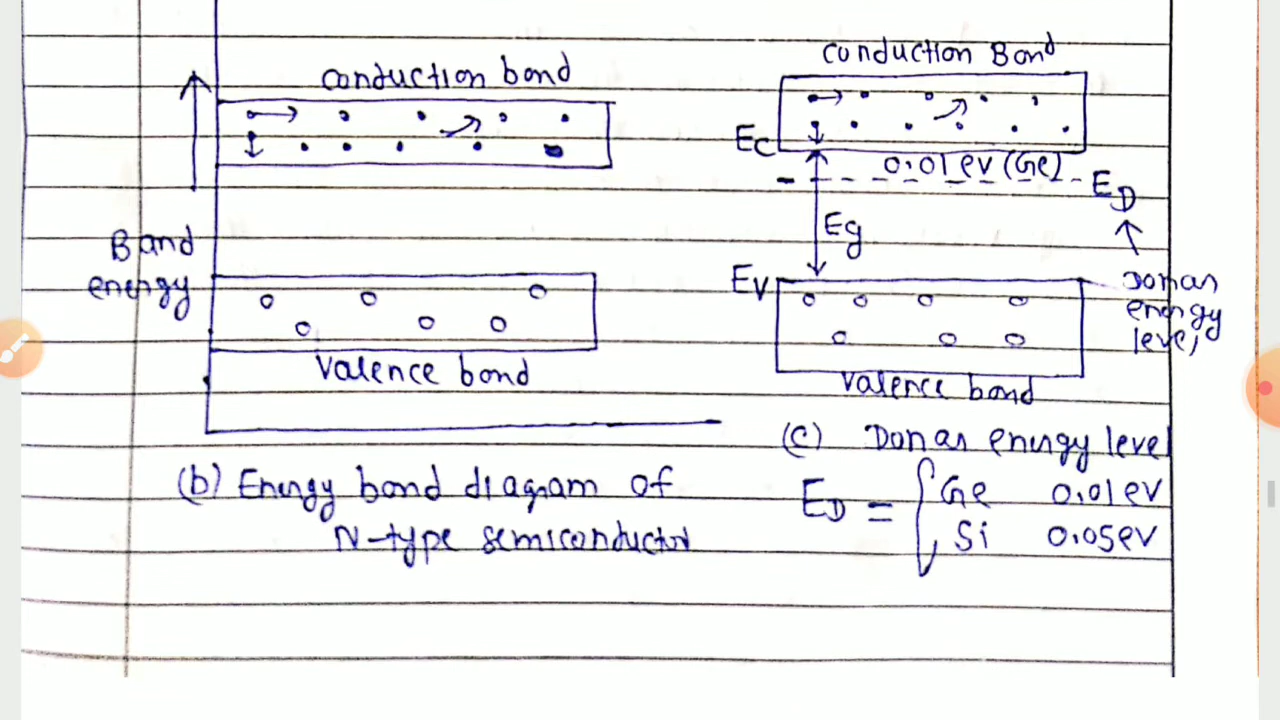 conduction bond
Band
energy
Valence bond
(b) Energy bond diagram of
N-type semiconductor
conduction Bond
Ec
0.01 ev (Ge)
ED
Eg
Ev
Donar
energy
level
Valence bond
(c) Donar energy level
ED = { Ge 0.01 ev
Si 0.05 ev